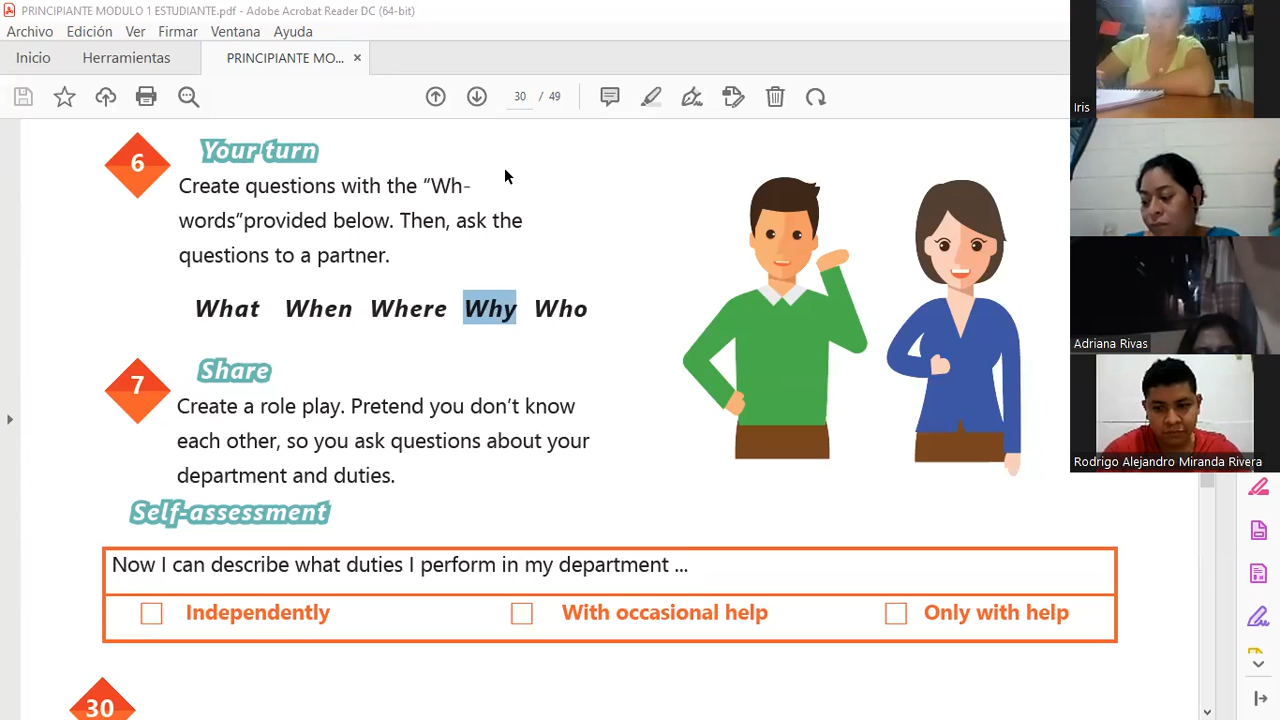 PRINCIPIANTE MODULO 1 ESTUDIANTE.pdf - Adobe Acrobat Reader DC (64-bit)
Archivo Edición Ver Firmar Ventana Ayuda
Inicio Herramientas PRINCIPIANTE MO... ×
30 / 49
6 Your turn
Create questions with the “Wh-
words”provided below. Then, ask the
questions to a partner.
What When Where Why Who
7 Share
Create a role play. Pretend you don’t know
each other, so you ask questions about your
department and duties.
Self-assessment
Now I can describe what duties I perform in my department ...
Independently With occasional help Only with help
30
Iris
Adriana Rivas
Rodrigo Alejandro Miranda Rivera